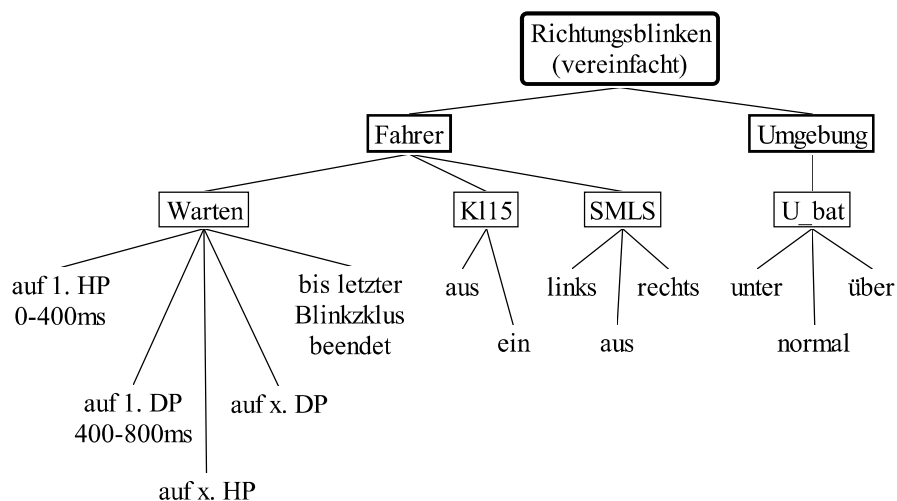 Richtungsblinken
(vereinfacht)
Fahrer
Umgebung
Warten
Kl15
SMLS
U_bat
auf 1. HP
0-400ms
bis letzter
Blinkzklus
beendet
aus
links
rechts
unter
über
ein
aus
normal
auf 1. DP
400-800ms
auf x. DP
auf x. HP